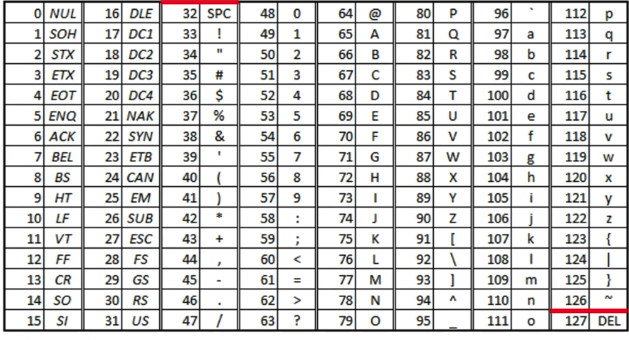 0 NUL 16 DLE 32 SPC 48 0 64 @ 80 P 96 ` 112 p
1 SOH 17 DC1 33 ! 49 1 65 A 81 Q 97 a 113 q
2 STX 18 DC2 34 " 50 2 66 B 82 R 98 b 114 r
3 ETX 19 DC3 35 # 51 3 67 C 83 S 99 c 115 s
4 EOT 20 DC4 36 $ 52 4 68 D 84 T 100 d 116 t
5 ENQ 21 NAK 37 % 53 5 69 E 85 U 101 e 117 u
6 ACK 22 SYN 38 & 54 6 70 F 86 V 102 f 118 v
7 BEL 23 ETB 39 ' 55 7 71 G 87 W 103 g 119 w
8 BS 24 CAN 40 ( 56 8 72 H 88 X 104 h 120 x
9 HT 25 EM 41 ) 57 9 73 I 89 Y 105 i 121 y
10 LF 26 SUB 42 * 58 : 74 J 90 Z 106 j 122 z
11 VT 27 ESC 43 + 59 ; 75 K 91 [ 107 k 123 {
12 FF 28 FS 44 , 60 < 76 L 92 \ 108 l 124 |
13 CR 29 GS 45 - 61 = 77 M 93 ] 109 m 125 }
14 SO 30 RS 46 . 62 > 78 N 94 ^ 110 n 126 ~
15 SI 31 US 47 / 63 ? 79 O 95 _ 111 o 127 DEL